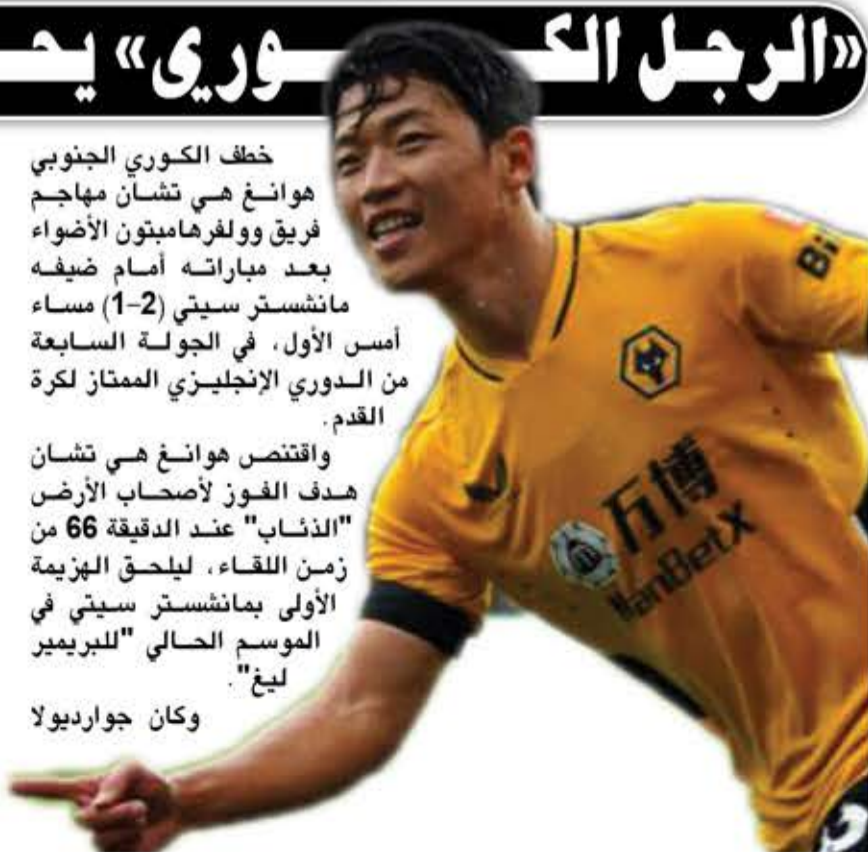 «الرجل الكوري» يحـ
خطف الكوري الجنوبي
هوانغ هي تشان مهاجم
فريق وولفرهامبتون الأضواء
بعد مباراته أمام ضيفه
مانشستر سيتي (2-1) مساء
أمس الأول، في الجولة السابعة
من الدوري الإنجليزي الممتاز لكرة
القدم.
واقتنص هوانغ هي تشان
هدف الفوز لأصحاب الأرض
"الذئاب" عند الدقيقة 66 من
زمن اللقاء، ليلحق الهزيمة
الأولى بمانشستر سيتي في
الموسم الحالي "للبريمير
ليغ".
وكان جوارديولا
Bi
万博
ManBetX